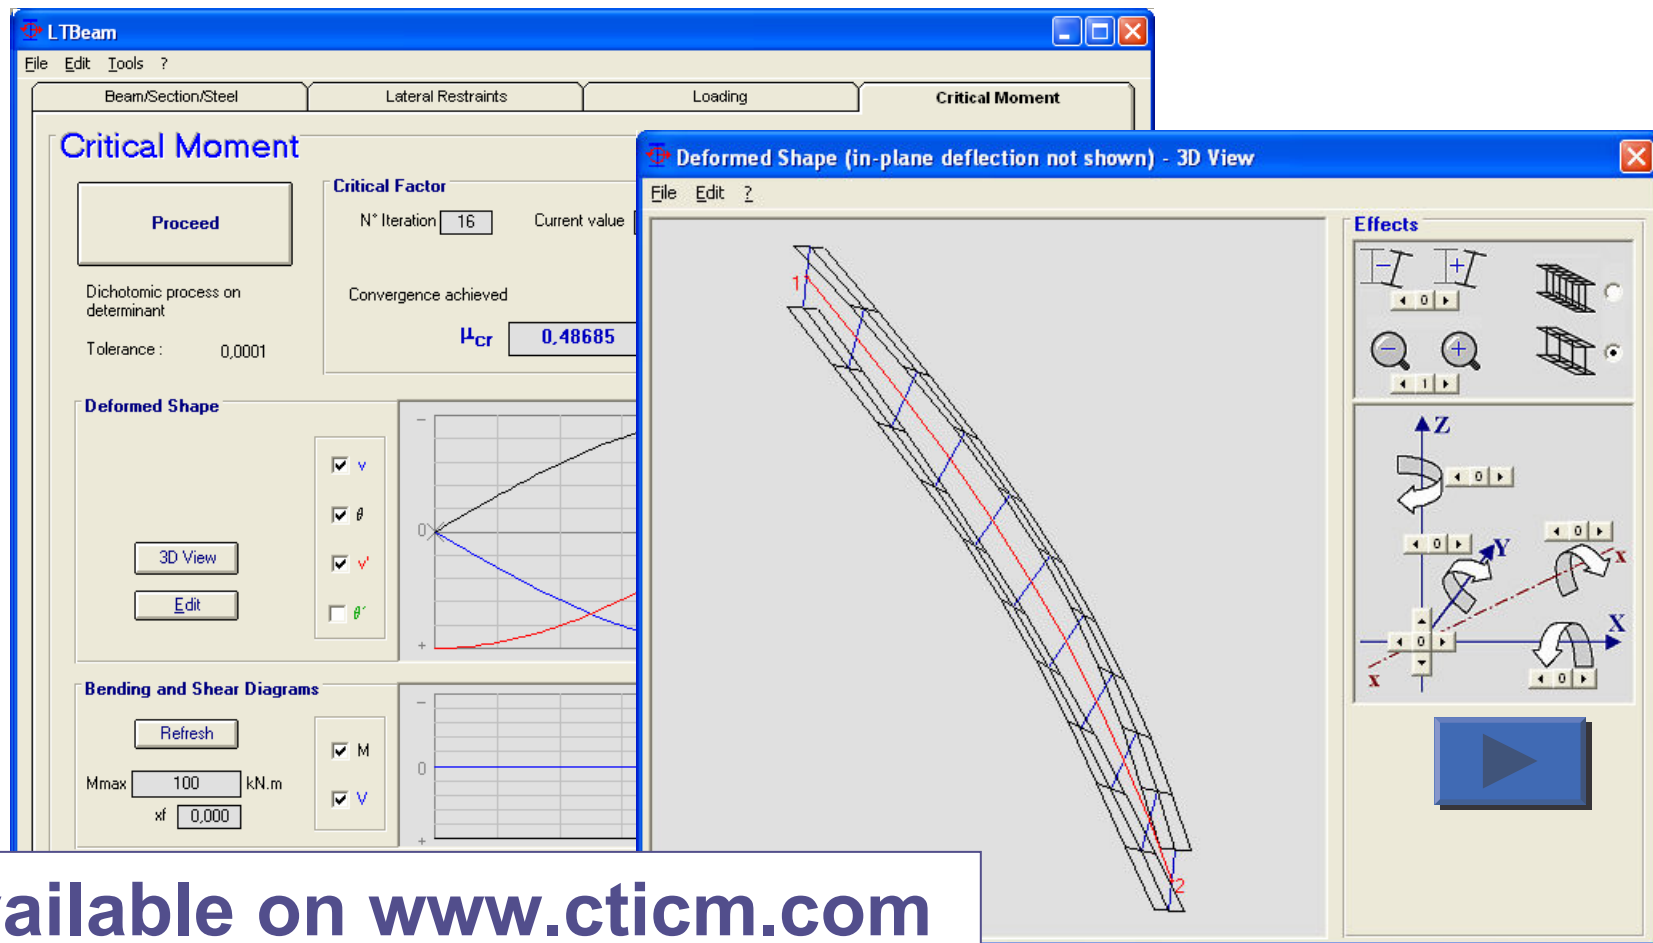 LTBeam
File Edit Tools ?
Beam/Section/Steel Lateral Restraints Loading Critical Moment
Critical Moment
Proceed
Dichotomic process on
determinant
Tolerance : 0,0001
Critical Factor
N° Iteration 16 Current value
Convergence achieved
μcr 0,48685
Deformed Shape
v
θ
v'
θ'
3D View
Edit
−
0
+
Bending and Shear Diagrams
Refresh
Mmax 100 kN.m
xf 0,000
M
V
−
0
+
Deformed Shape (in-plane deflection not shown) - 3D View
File Edit ?
1
2
Effects
− +
0
− +
1
Z
0
0
Y
0
x
X
0
x
0
available on www.cticm.com